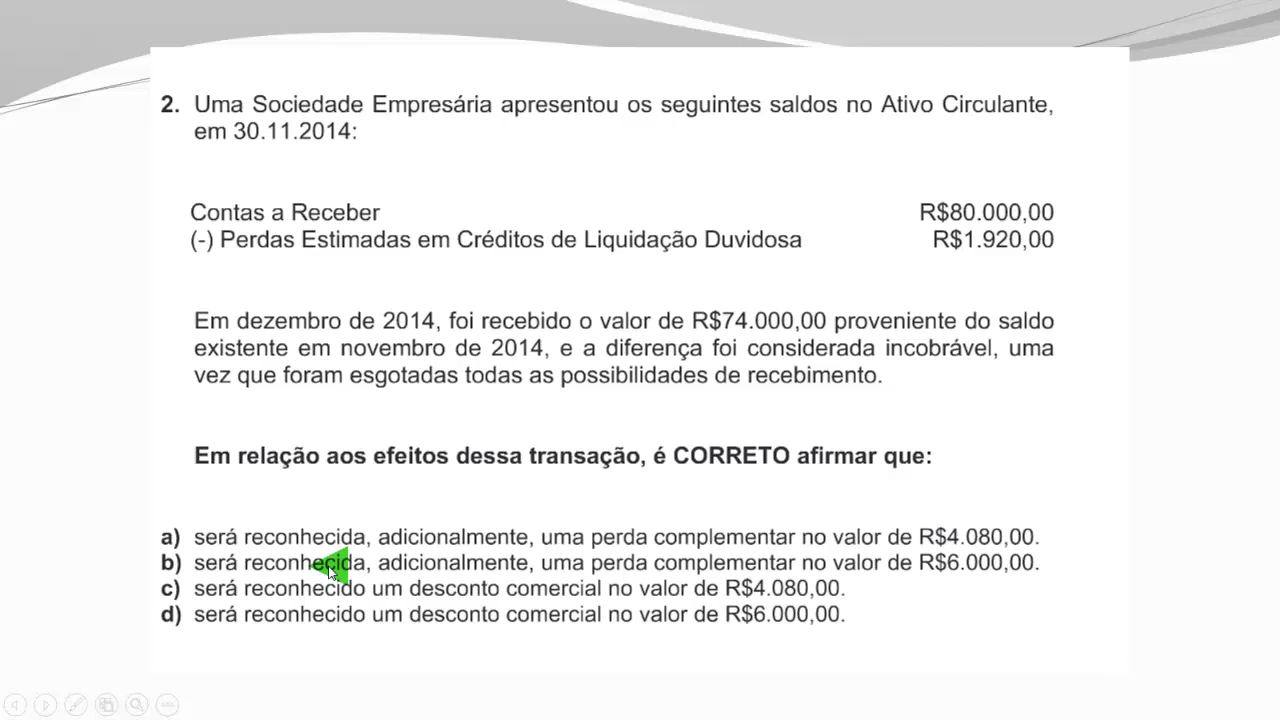 2. Uma Sociedade Empresária apresentou os seguintes saldos no Ativo Circulante,
em 30.11.2014:
Contas a Receber R$80.000,00
(-) Perdas Estimadas em Créditos de Liquidação Duvidosa R$1.920,00
Em dezembro de 2014, foi recebido o valor de R$74.000,00 proveniente do saldo
existente em novembro de 2014, e a diferença foi considerada incobrável, uma
vez que foram esgotadas todas as possibilidades de recebimento.
Em relação aos efeitos dessa transação, é CORRETO afirmar que:
a) será reconhecida, adicionalmente, uma perda complementar no valor de R$4.080,00.
b) será reconhecida, adicionalmente, uma perda complementar no valor de R$6.000,00.
c) será reconhecido um desconto comercial no valor de R$4.080,00.
d) será reconhecido um desconto comercial no valor de R$6.000,00.